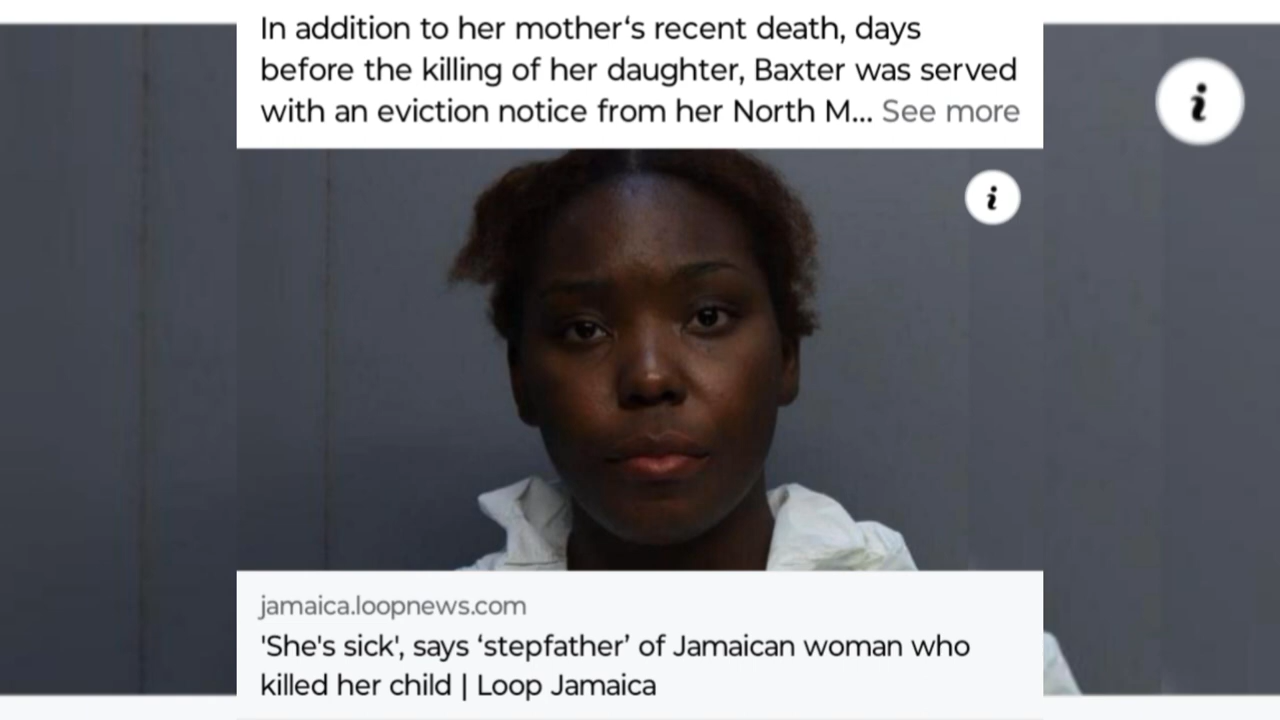 In addition to her mother‘s recent death, days
before the killing of her daughter, Baxter was served
with an eviction notice from her North M... See more
i
i
jamaica.loopnews.com
'She's sick', says ‘stepfather’ of Jamaican woman who
killed her child | Loop Jamaica